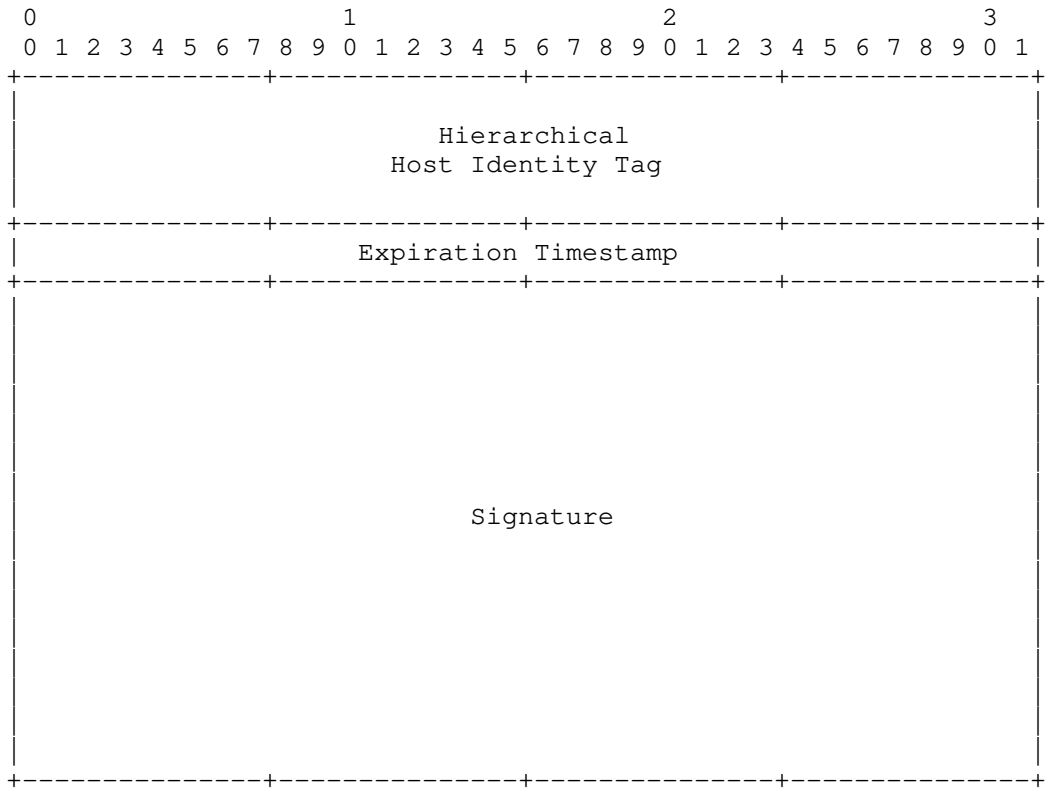 0                   1                   2                   3
0 1 2 3 4 5 6 7 8 9 0 1 2 3 4 5 6 7 8 9 0 1 2 3 4 5 6 7 8 9 0 1
Hierarchical
Host Identity Tag
Expiration Timestamp
Signature